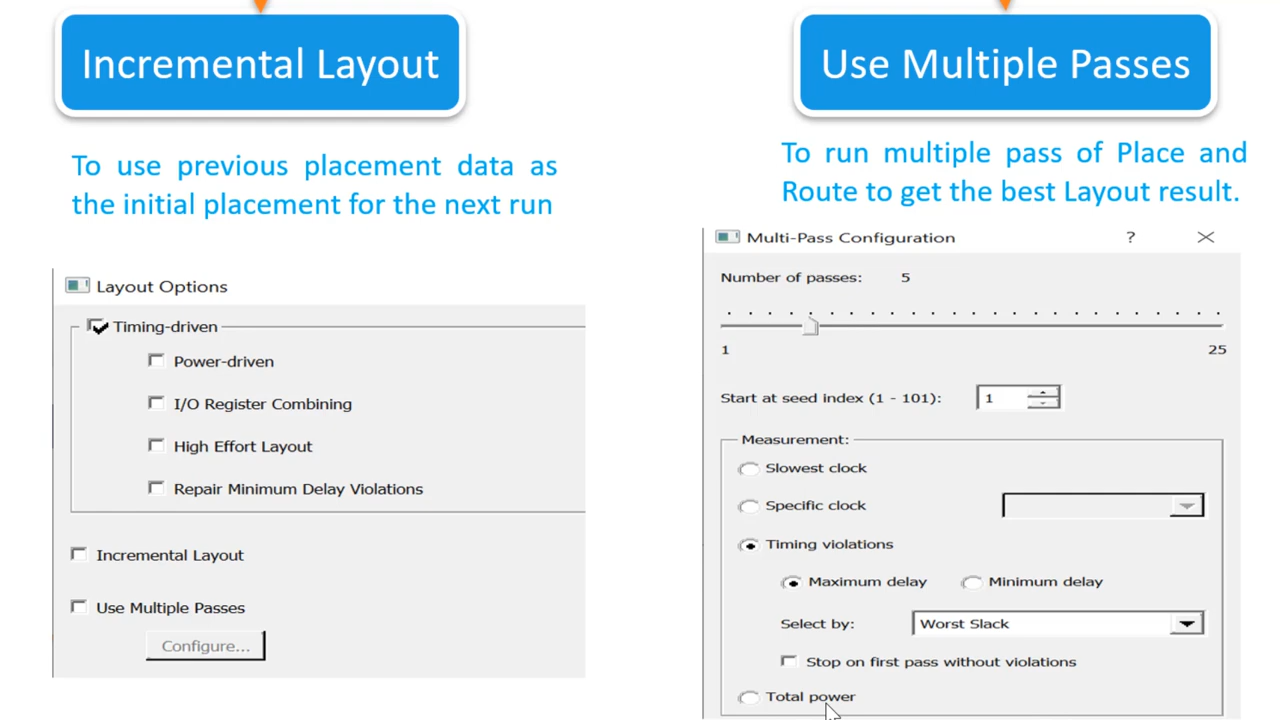 Incremental Layout
To use previous placement data as
the initial placement for the next run
Layout Options
Timing-driven
Power-driven
I/O Register Combining
High Effort Layout
Repair Minimum Delay Violations
Incremental Layout
Use Multiple Passes
Configure...
Use Multiple Passes
To run multiple pass of Place and
Route to get the best Layout result.
Multi-Pass Configuration ?
Number of passes: 5
1 25
Start at seed index (1 - 101): 1
Measurement:
Slowest clock
Specific clock
Timing violations
Maximum delay Minimum delay
Select by: Worst Slack
Stop on first pass without violations
Total power